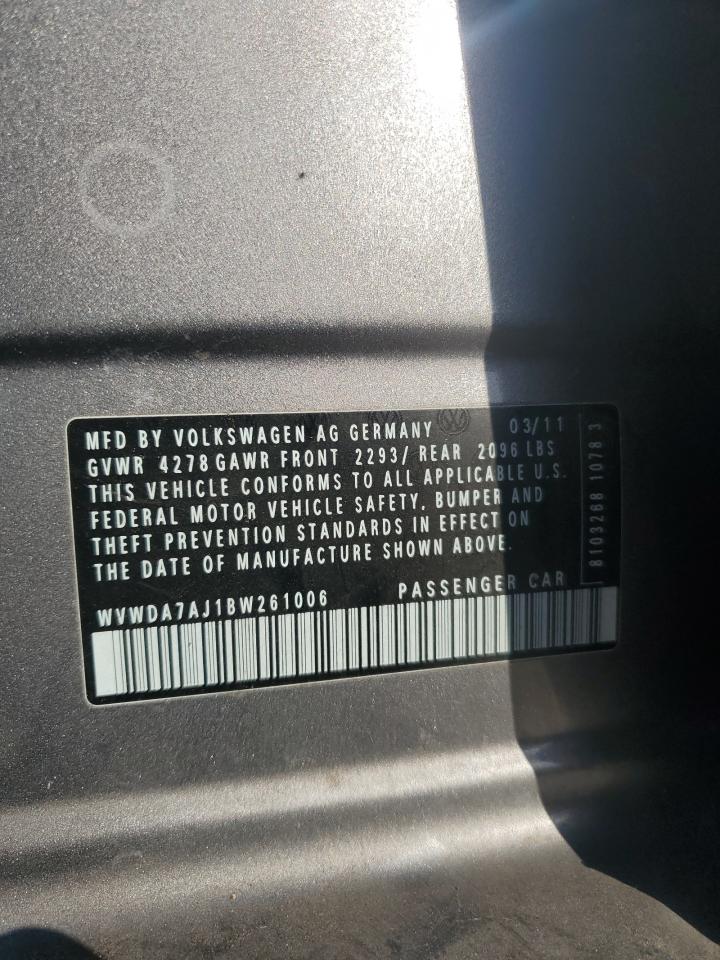 MFD BY VOLKSWAGEN AG GERMANY 03/11
GVWR 4278 GAWR FRONT 2293/ REAR 2096 LBS
THIS VEHICLE CONFORMS TO ALL APPLICABLE U.S.
FEDERAL MOTOR VEHICLE SAFETY, BUMPER AND
THEFT PREVENTION STANDARDS IN EFFECT ON
THE DATE OF MANUFACTURE SHOWN ABOVE.
WVWDA7AJ1BW261006 PASSENGER CAR
8103268 1078 3